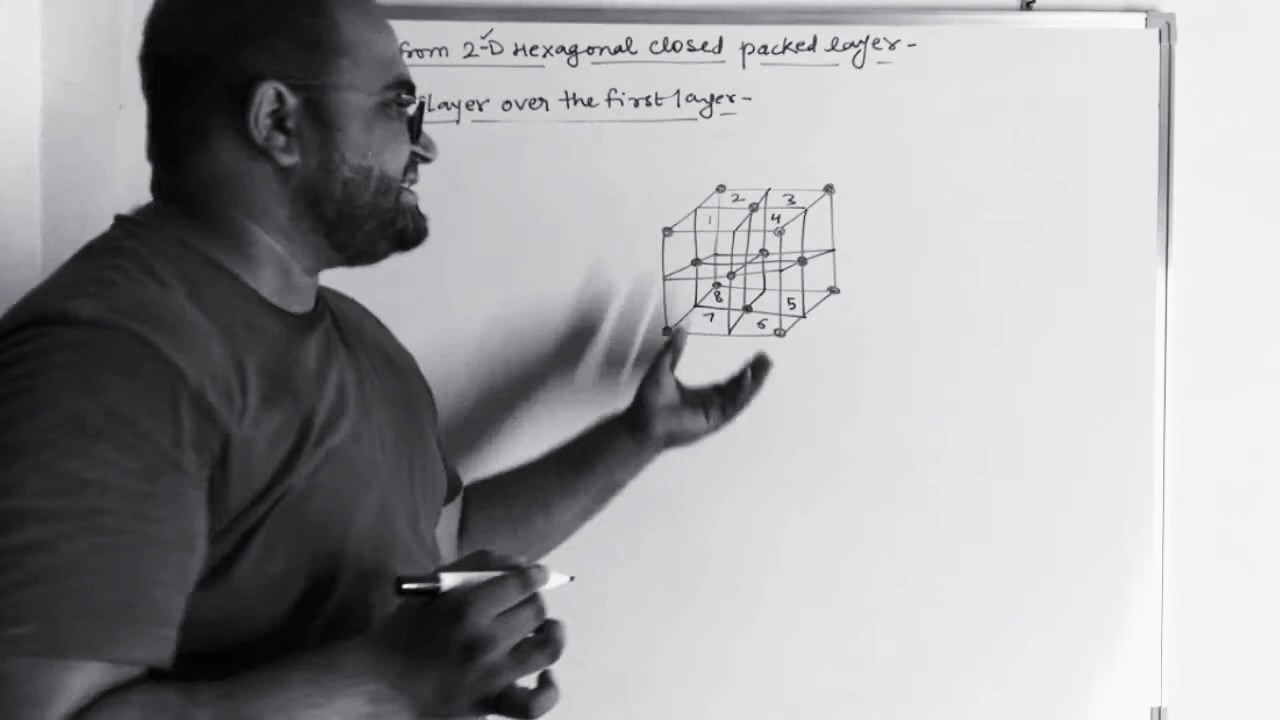 from 2-D Hexagonal closed packed layer-
layer over the first layer-
2 3
1 4
8 5
7 6